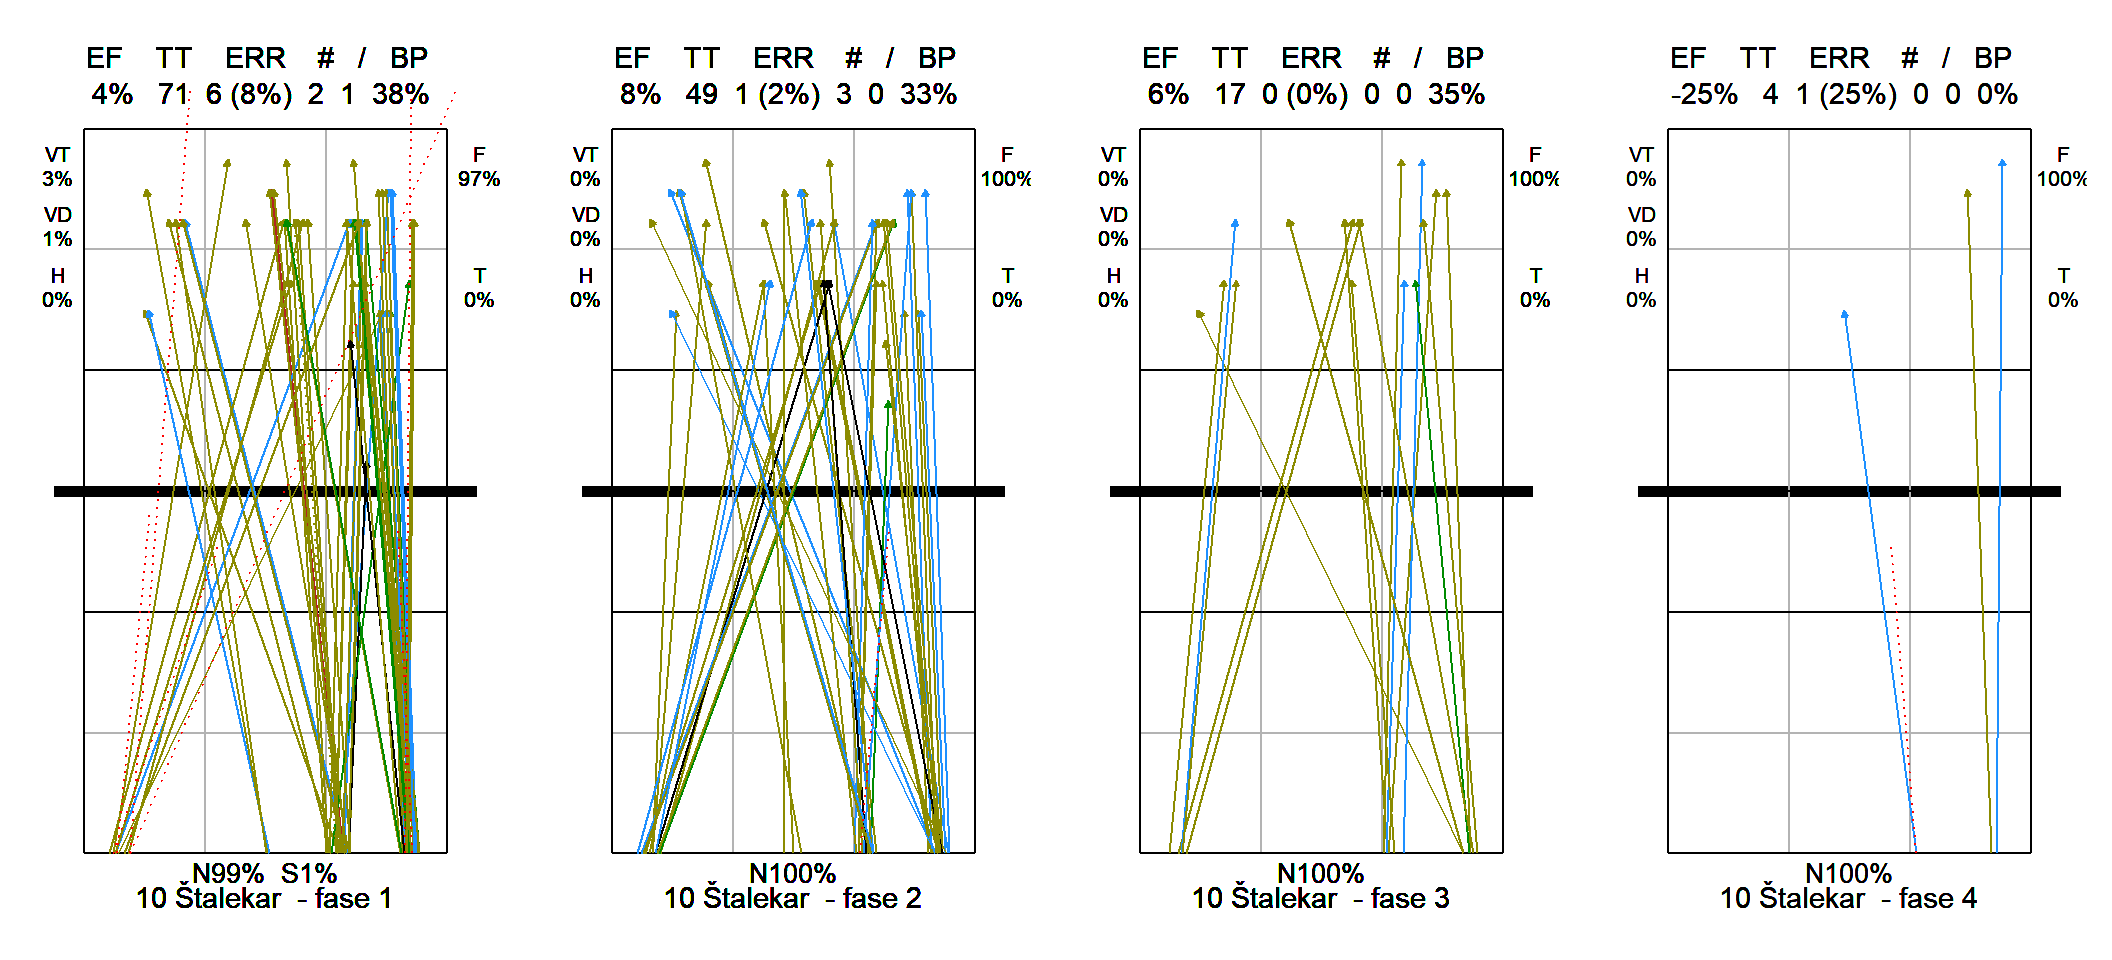 EF TT ERR # / BP
4% 71 6 (8%) 2 1 38%
VT
3%
F
97%
VD
1%
H
0%
T
0%
N99% S1%
10 Štalekar - fase 1
EF TT ERR # / BP
8% 49 1 (2%) 3 0 33%
VT
0%
F
100%
VD
0%
H
0%
T
0%
N100%
10 Štalekar - fase 2
EF TT ERR # / BP
6% 17 0 (0%) 0 0 35%
VT
0%
F
100%
VD
0%
H
0%
T
0%
N100%
10 Štalekar - fase 3
EF TT ERR # / BP
-25% 4 1 (25%) 0 0 0%
VT
0%
F
100%
VD
0%
H
0%
T
0%
N100%
10 Štalekar - fase 4